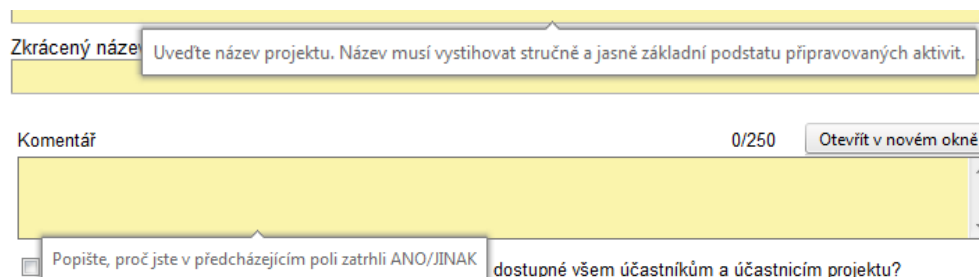 Zkrácený náze
Uveďte název projektu. Název musí vystihovat stručně a jasně základní podstatu připravovaných aktivit.
Komentář 0/250 Otevřít v novém okně
Popište, proč jste v předcházejícím poli zatrhli ANO/JINAK
dostupné všem účastníkům a účastnicím projektu?